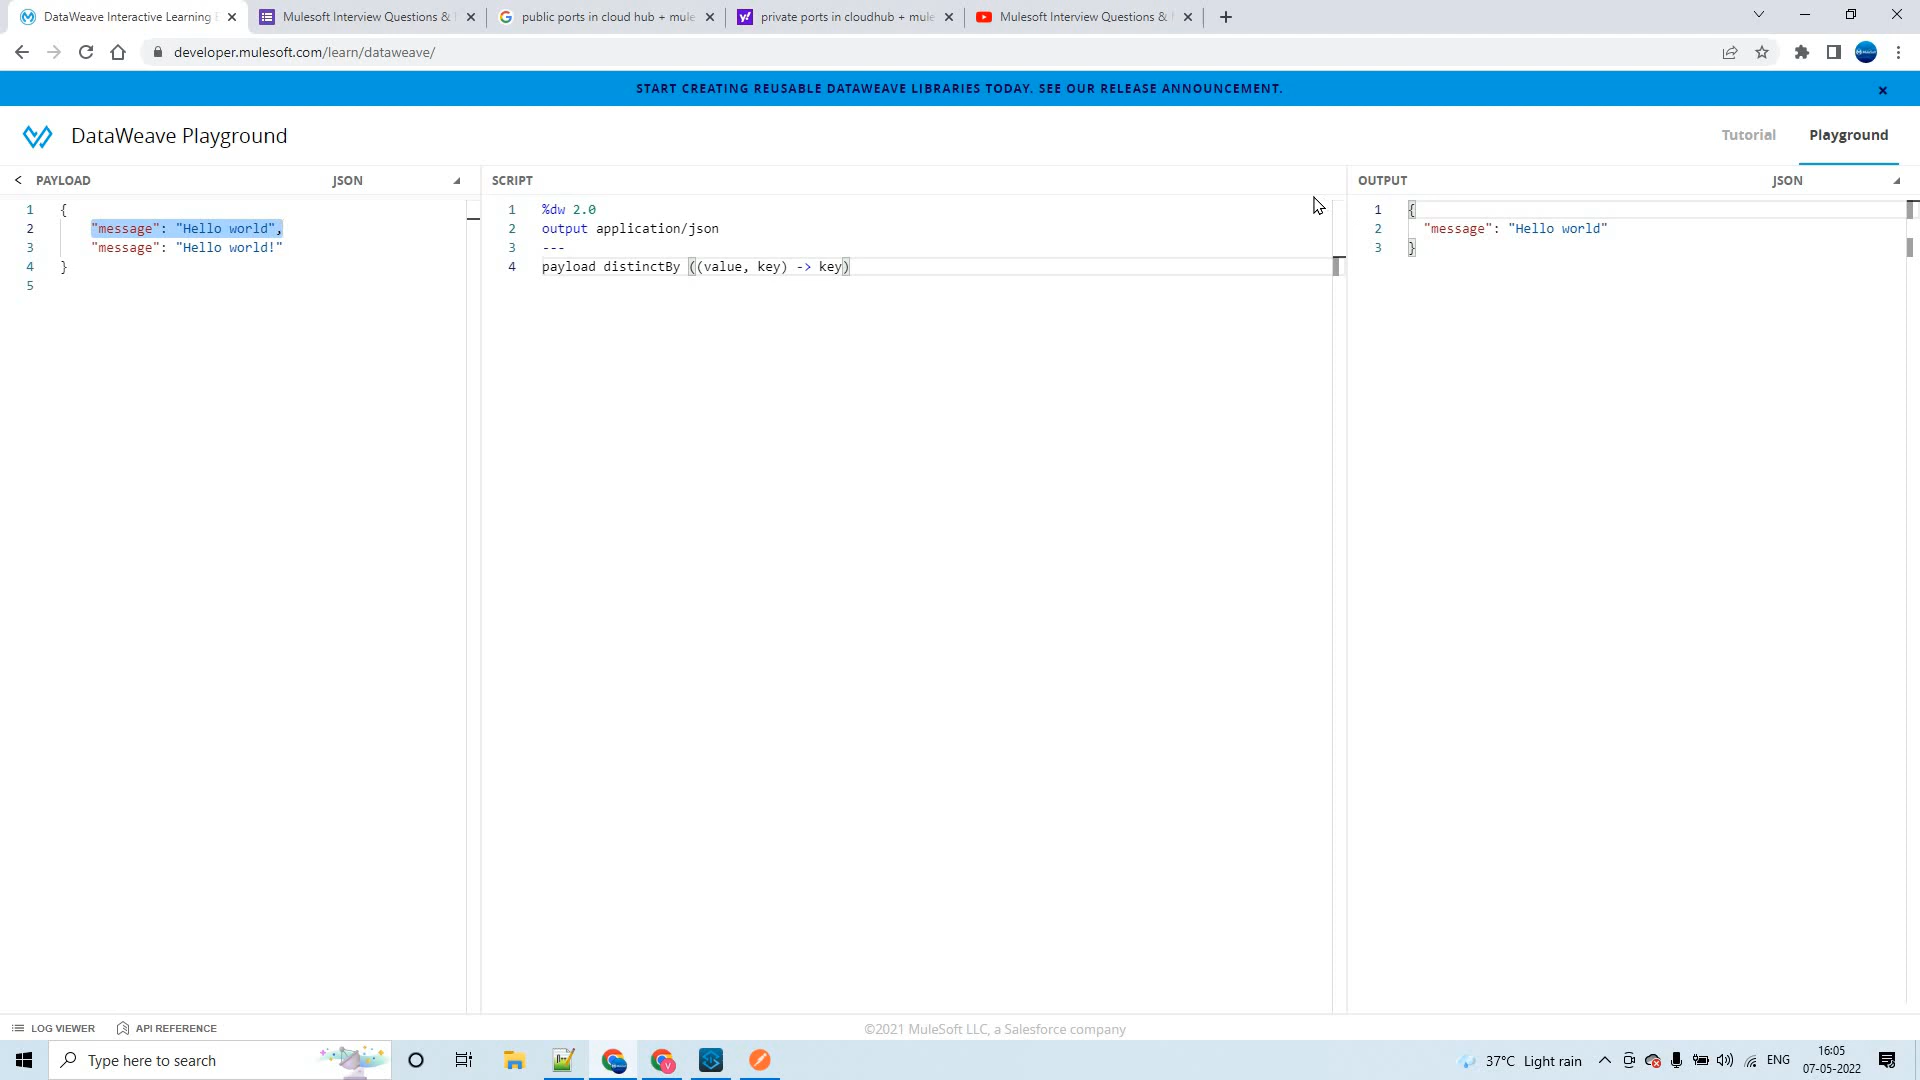 DataWeave Interactive Learning
Mulesoft Interview Questions &
public ports in cloud hub + mule
private ports in cloudhub + mule
Mulesoft Interview Questions &
developer.mulesoft.com/learn/dataweave/
START CREATING REUSABLE DATAWEAVE LIBRARIES TODAY. SEE OUR RELEASE ANNOUNCEMENT.
DataWeave Playground
Tutorial
Playground
PAYLOAD
JSON
1 {
2 "message": "Hello world",
3 "message": "Hello world!"
4 }
5
SCRIPT
1 %dw 2.0
2 output application/json
3 ---
4 payload distinctBy ((value, key) -> key)
OUTPUT
JSON
1 {
2 "message": "Hello world"
3 }
LOG VIEWER
API REFERENCE
©2021 MuleSoft LLC, a Salesforce company
Type here to search
37°C Light rain
ENG
16:05
07-05-2022